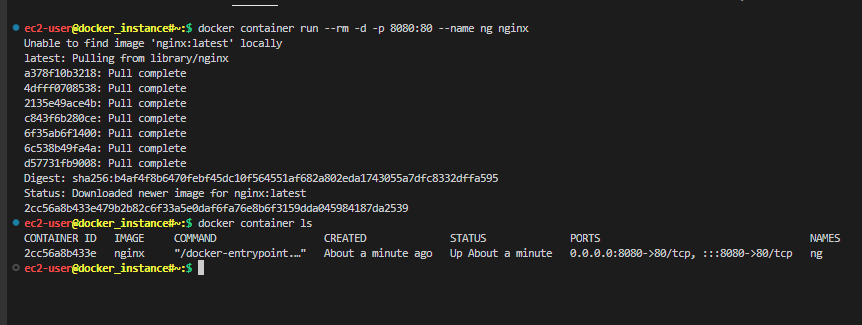 ec2-user@docker_instance#~:$ docker container run --rm -d -p 8080:80 --name ng nginx
Unable to find image 'nginx:latest' locally
latest: Pulling from library/nginx
a378f10b3218: Pull complete
4dfff0708538: Pull complete
2135e49ace4b: Pull complete
c843f6b280ce: Pull complete
6f35ab6f1400: Pull complete
6c538b49fa4a: Pull complete
d57731fb9008: Pull complete
Digest: sha256:b4af4f8b6470febf45dc10f564551af682a802eda1743055a7dfc8332dffa595
Status: Downloaded newer image for nginx:latest
2cc56a8b433e479b2b82c6f33a5e0daf6fa76e8b6f3159dda045984187da2539
ec2-user@docker_instance#~:$ docker container ls
CONTAINER ID IMAGE COMMAND CREATED STATUS PORTS NAMES
2cc56a8b433e nginx "/docker-entrypoint.…" About a minute ago Up About a minute 0.0.0.0:8080->80/tcp, :::8080->80/tcp ng
ec2-user@docker_instance#~:$